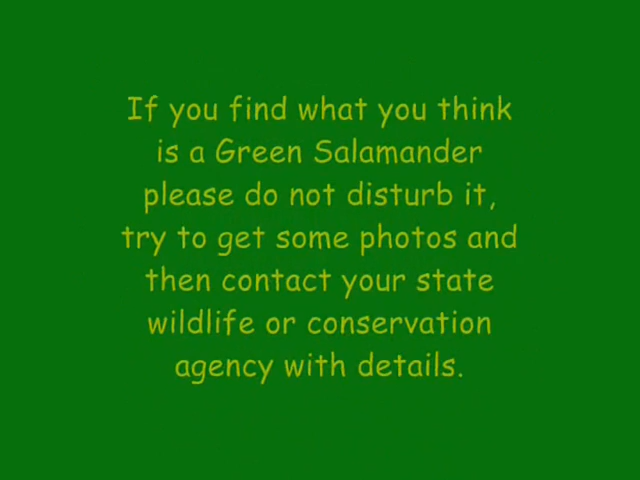 If you find what you think
is a Green Salamander
please do not disturb it,
try to get some photos and
then contact your state
wildlife or conservation
agency with details.